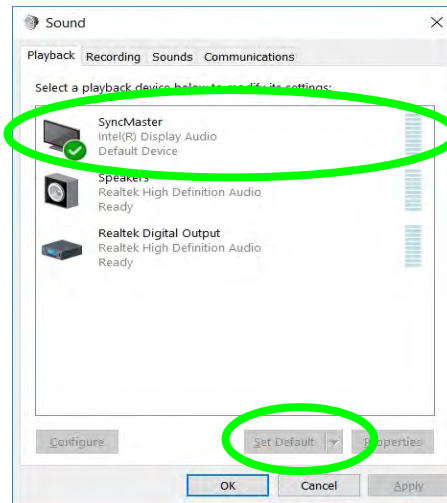 Sound
Playback Recording Sounds Communications
Select a playback device below to modify its settings:
SyncMaster
Intel(R) Display Audio
Default Device
Speakers
Realtek High Definition Audio
Ready
Realtek Digital Output
Realtek High Definition Audio
Ready
Configure Set Default Properties
OK Cancel Apply